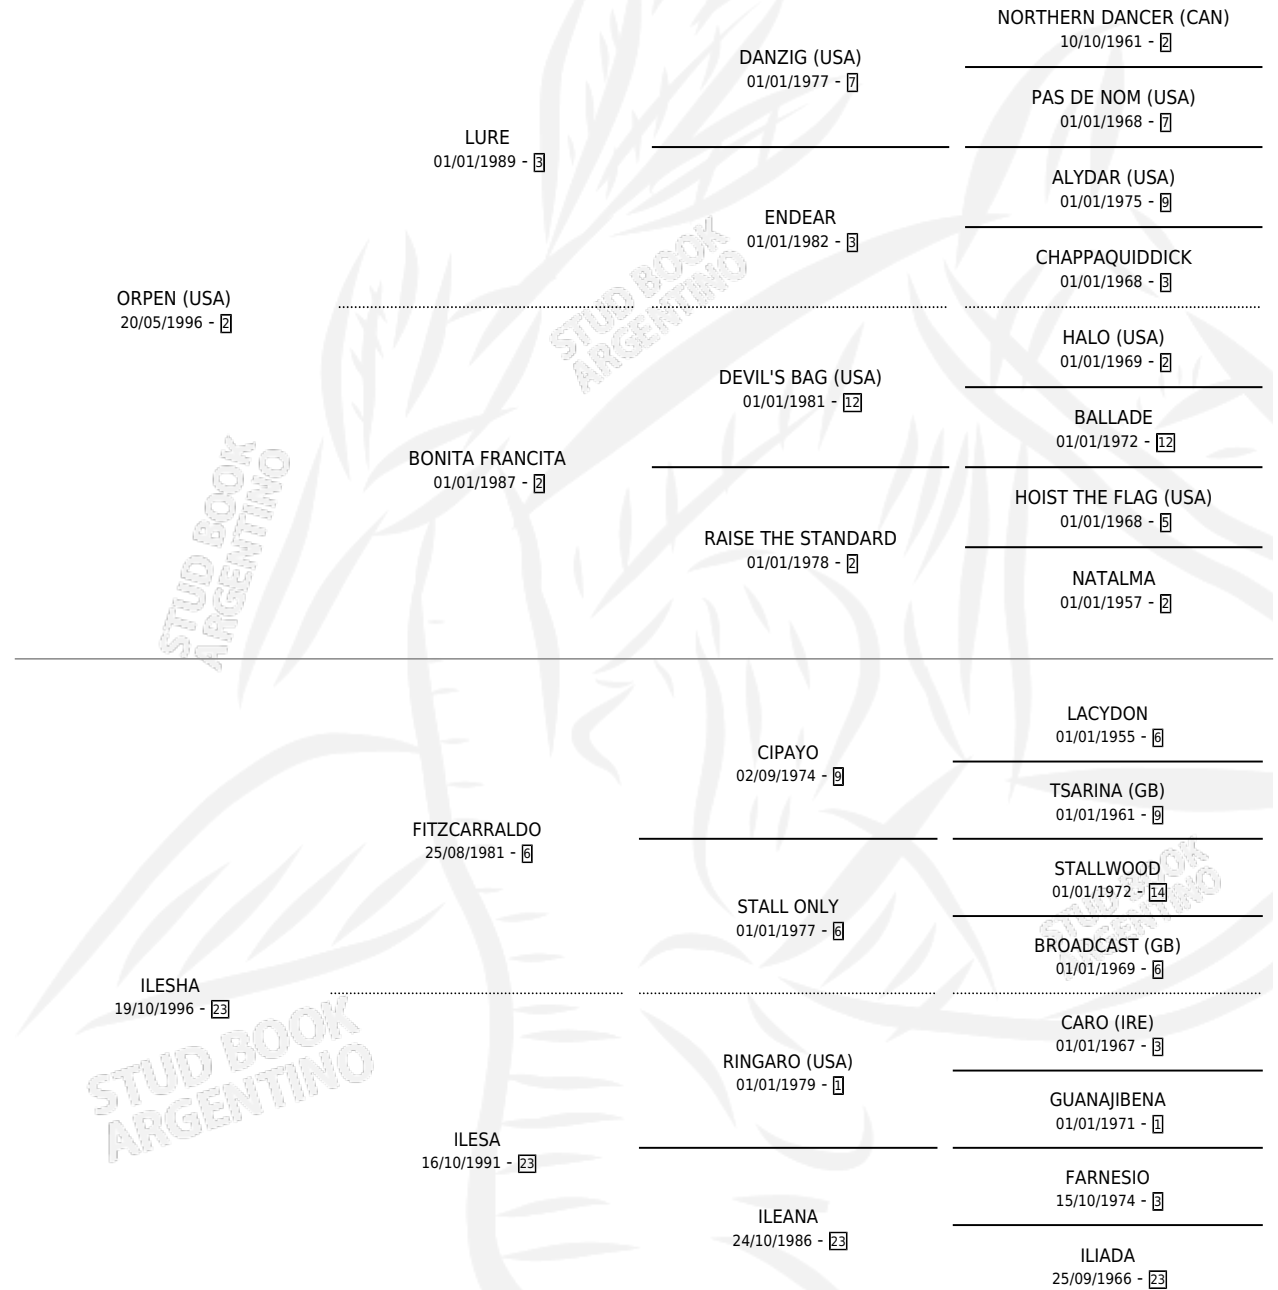 NORTHERN DANCER (CAN)
10/10/1961 - 2
DANZIG (USA)
01/01/1977 - 7
PAS DE NOM (USA)
01/01/1968 - 7
LURE
01/01/1989 - 3
ALYDAR (USA)
01/01/1975 - 9
ENDEAR
01/01/1982 - 3
CHAPPAQUIDDICK
01/01/1968 - 3
ORPEN (USA)
20/05/1996 - 2
STUD BOOK
ARGENTINO
HALO (USA)
01/01/1969 - 2
DEVIL'S BAG (USA)
01/01/1981 - 12
BALLADE
01/01/1972 - 12
BONITA FRANCITA
01/01/1987 - 2
HOIST THE FLAG (USA)
01/01/1968 - 5
RAISE THE STANDARD
01/01/1978 - 2
NATALMA
01/01/1957 - 2
STUD BOOK
ARGENTINO
LACYDON
01/01/1955 - 6
CIPAYO
02/09/1974 - 9
TSARINA (GB)
01/01/1961 - 9
FITZCARRALDO
25/08/1981 - 6
STALLWOOD
01/01/1972 - 14
STALL ONLY
01/01/1977 - 6
BROADCAST (GB)
01/01/1969 - 6
STUD BOOK
ARGENTINO
ILESHA
19/10/1996 - 23
CARO (IRE)
01/01/1967 - 3
RINGARO (USA)
01/01/1979 - 1
GUANAJIBENA
01/01/1971 - 1
STUD BOOK
ARGENTINO
ILESA
16/10/1991 - 23
FARNESIO
15/10/1974 - 3
ILEANA
24/10/1986 - 23
ILIADA
25/09/1966 - 23